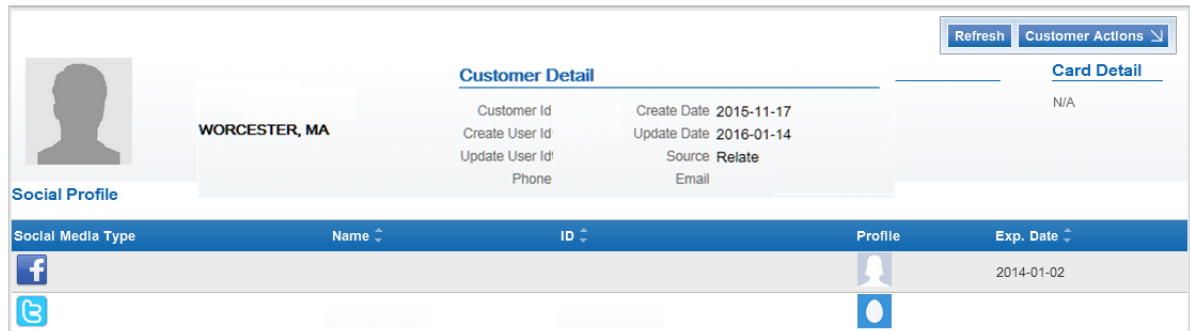 Refresh Customer Actions
Customer Detail Card Detail
Customer Id Create Date 2015-11-17 N/A
WORCESTER, MA Create User Id Update Date 2016-01-14
Update User Id Source Relate
Phone Email
Social Profile
Social Media Type Name ID Profile Exp. Date
f 2014-01-02
t